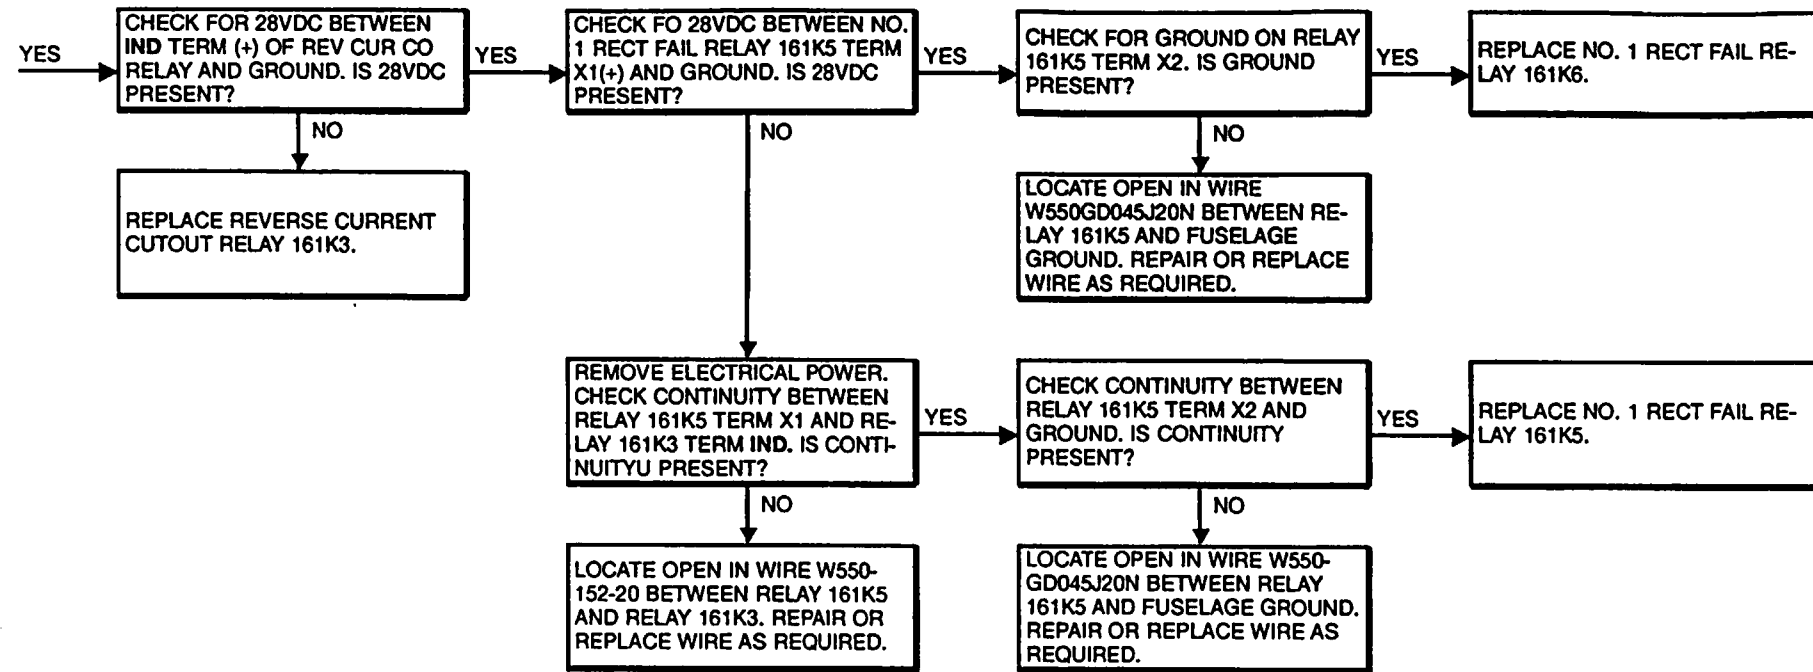 YES
CHECK FOR 28VDC BETWEEN
IND TERM (+) OF REV CUR CO
RELAY AND GROUND. IS 28VDC
PRESENT?
YES
CHECK FO 28VDC BETWEEN NO.
1 RECT FAIL RELAY 161K5 TERM
X1(+) AND GROUND. IS 28VDC
PRESENT?
YES
CHECK FOR GROUND ON RELAY
161K5 TERM X2. IS GROUND
PRESENT?
YES
REPLACE NO. 1 RECT FAIL RE-
LAY 161K6.
NO
NO
NO
REPLACE REVERSE CURRENT
CUTOUT RELAY 161K3.
LOCATE OPEN IN WIRE
W550GD045J20N BETWEEN RE-
LAY 161K5 AND FUSELAGE
GROUND. REPAIR OR REPLACE
WIRE AS REQUIRED.
REMOVE ELECTRICAL POWER.
CHECK CONTINUITY BETWEEN
RELAY 161K5 TERM X1 AND RE-
LAY 161K3 TERM IND. IS CONTI-
NUITYU PRESENT?
YES
CHECK CONTINUITY BETWEEN
RELAY 161K5 TERM X2 AND
GROUND. IS CONTINUITY
PRESENT?
YES
REPLACE NO. 1 RECT FAIL RE-
LAY 161K5.
NO
NO
LOCATE OPEN IN WIRE W550-
152-20 BETWEEN RELAY 161K5
AND RELAY 161K3. REPAIR OR
REPLACE WIRE AS REQUIRED.
LOCATE OPEN IN WIRE W550-
GD045J20N BETWEEN RELAY
161K5 AND FUSELAGE GROUND.
REPAIR OR REPLACE WIRE AS
REQUIRED.